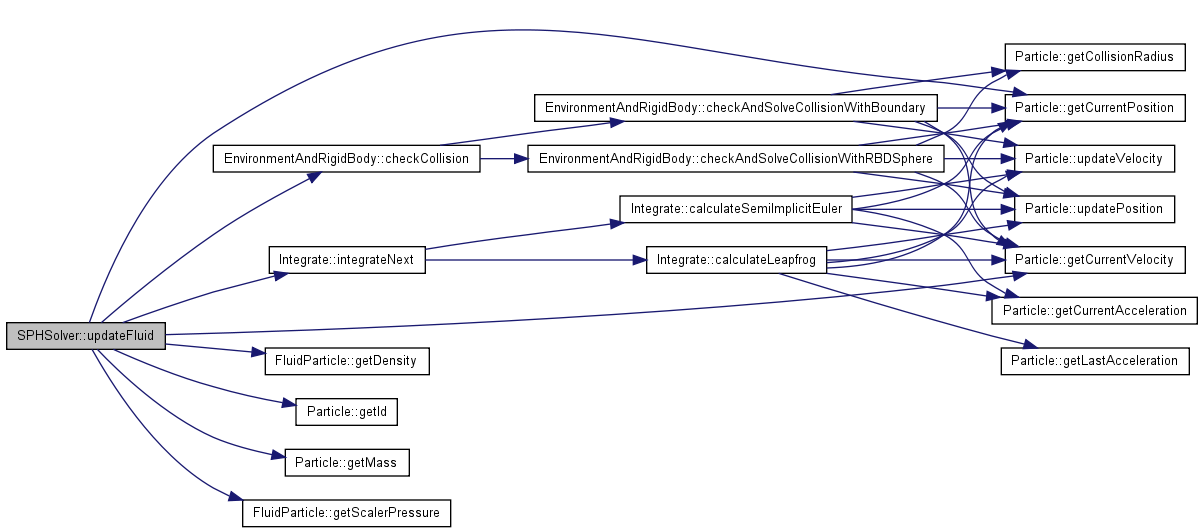 Particle::getCollisionRadius
EnvironmentAndRigidBody::checkAndSolveCollisionWithBoundary
Particle::getCurrentPosition
EnvironmentAndRigidBody::checkCollision
EnvironmentAndRigidBody::checkAndSolveCollisionWithRBDSphere
Particle::updateVelocity
Integrate::calculateSemiImplicitEuler
Particle::updatePosition
Integrate::integrateNext
Integrate::calculateLeapfrog
Particle::getCurrentVelocity
Particle::getCurrentAcceleration
SPHSolver::updateFluid
FluidParticle::getDensity
Particle::getLastAcceleration
Particle::getId
Particle::getMass
FluidParticle::getScalerPressure